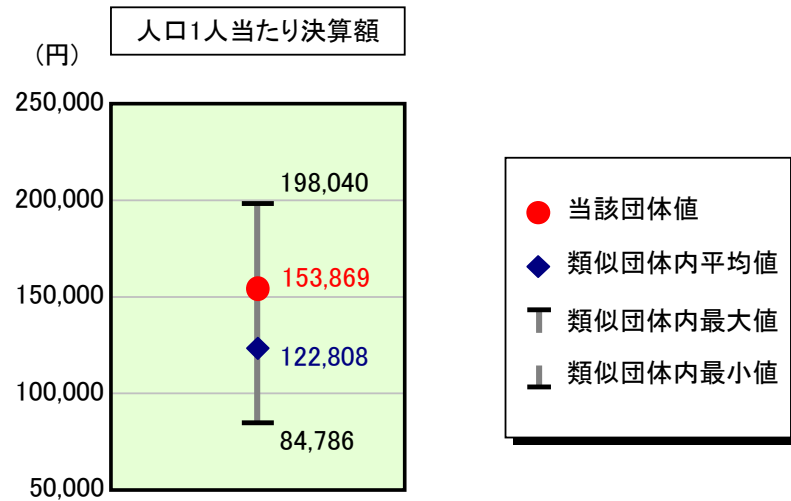 人口1人当たり決算額
(円)
250,000
200,000
150,000
100,000
50,000
198,040
153,869
122,808
84,786
当該団体値
類似団体内平均値
類似団体内最大値
類似団体内最小値